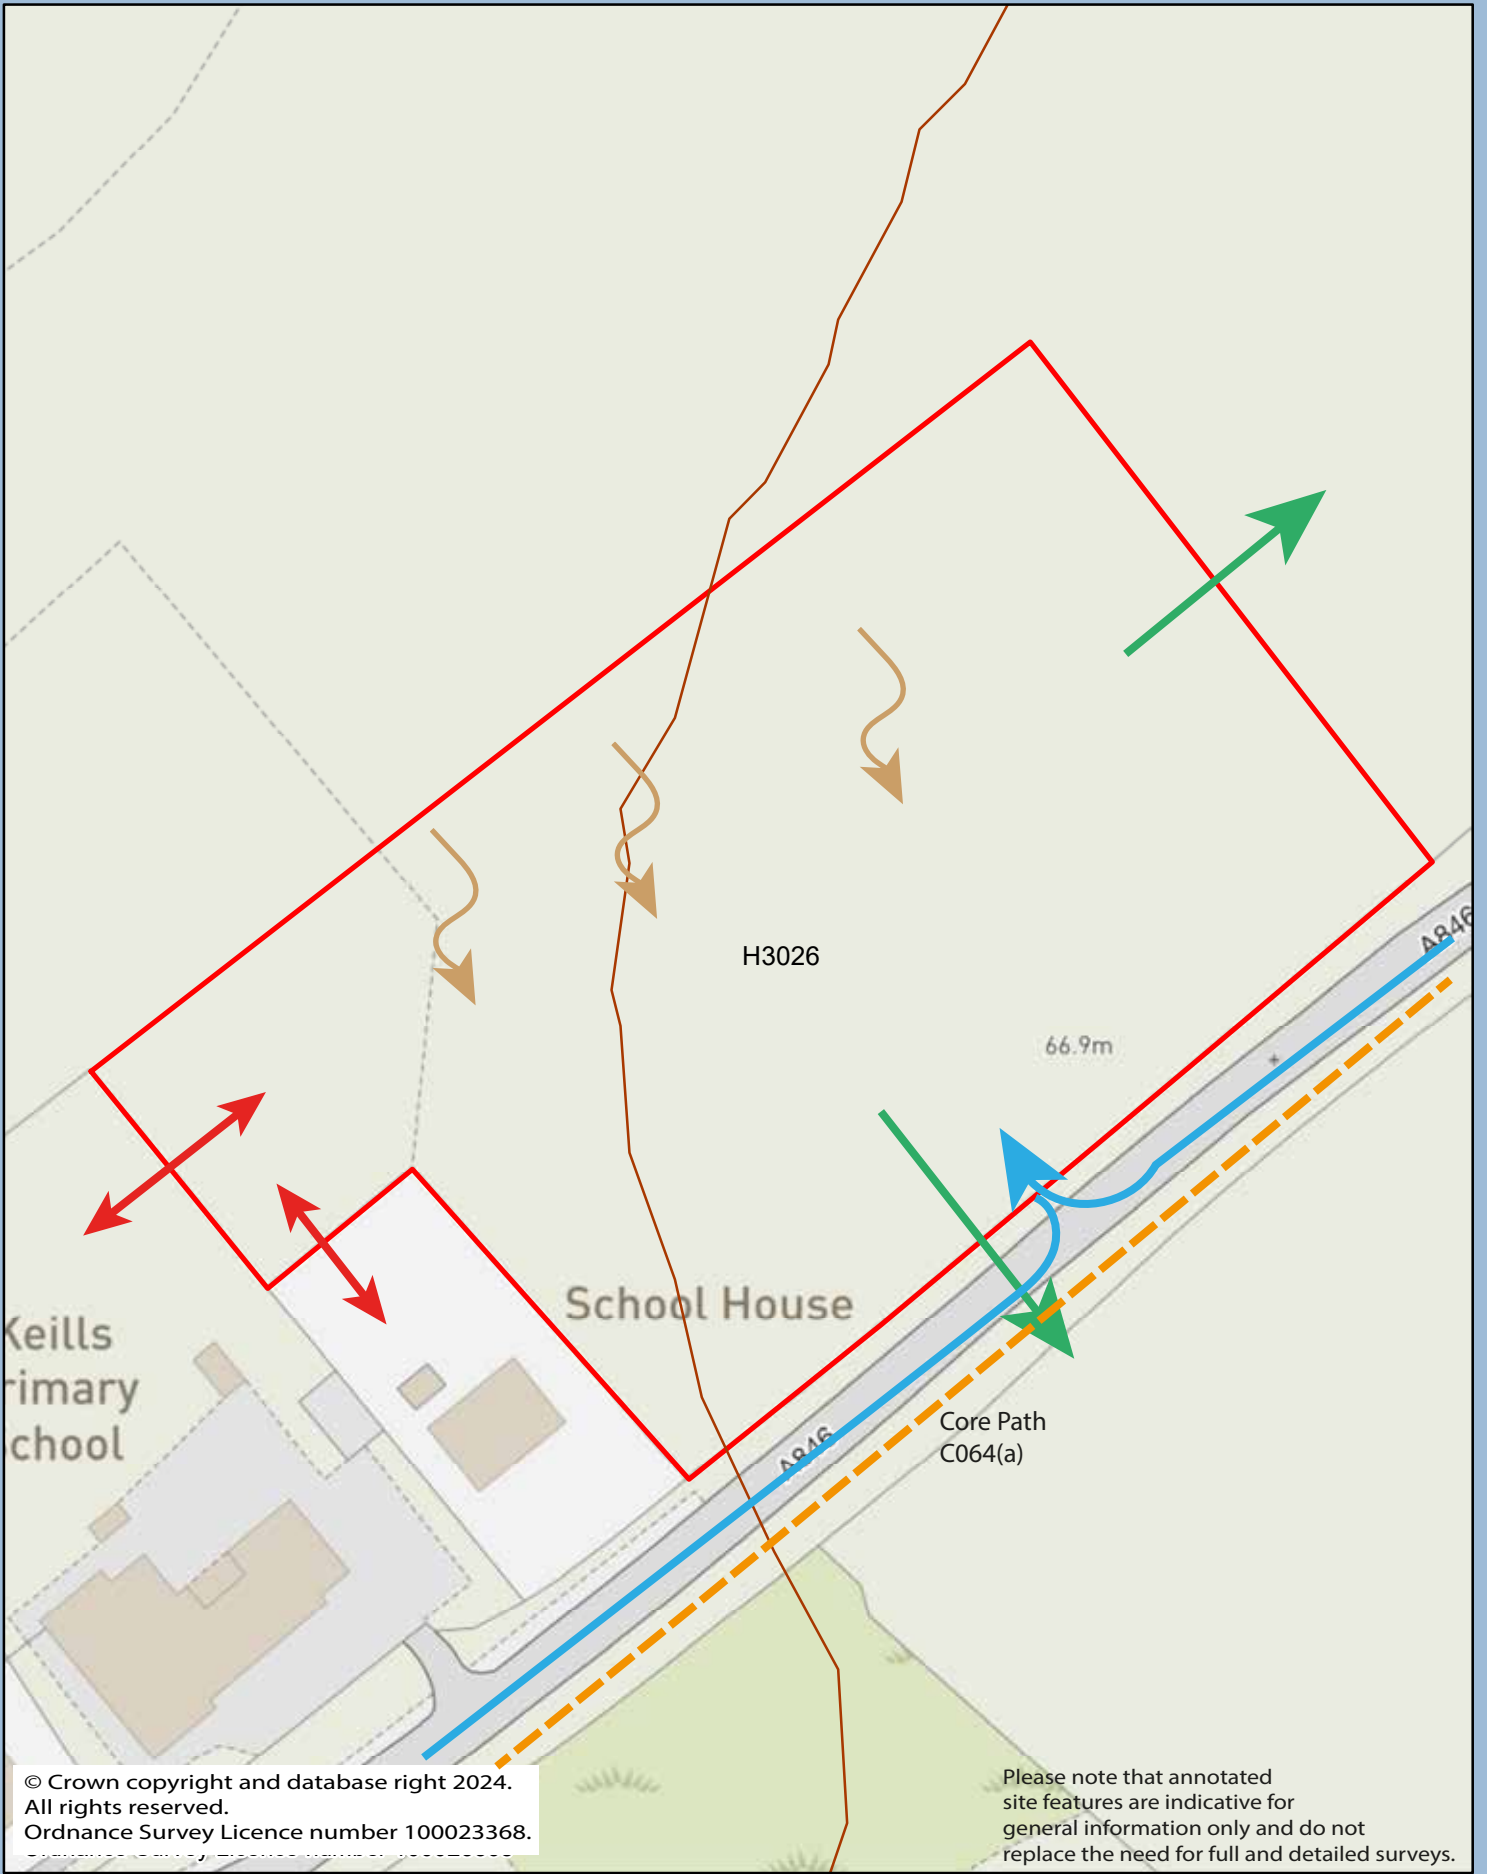 H3026
A846
66.9m
School House
Keills
rimary
chool
Core Path
C064(a)
A846
© Crown copyright and database right 2024.
All rights reserved.
Ordnance Survey Licence number 100023368.
Please note that annotated
site features are indicative for
general information only and do not
replace the need for full and detailed surveys.